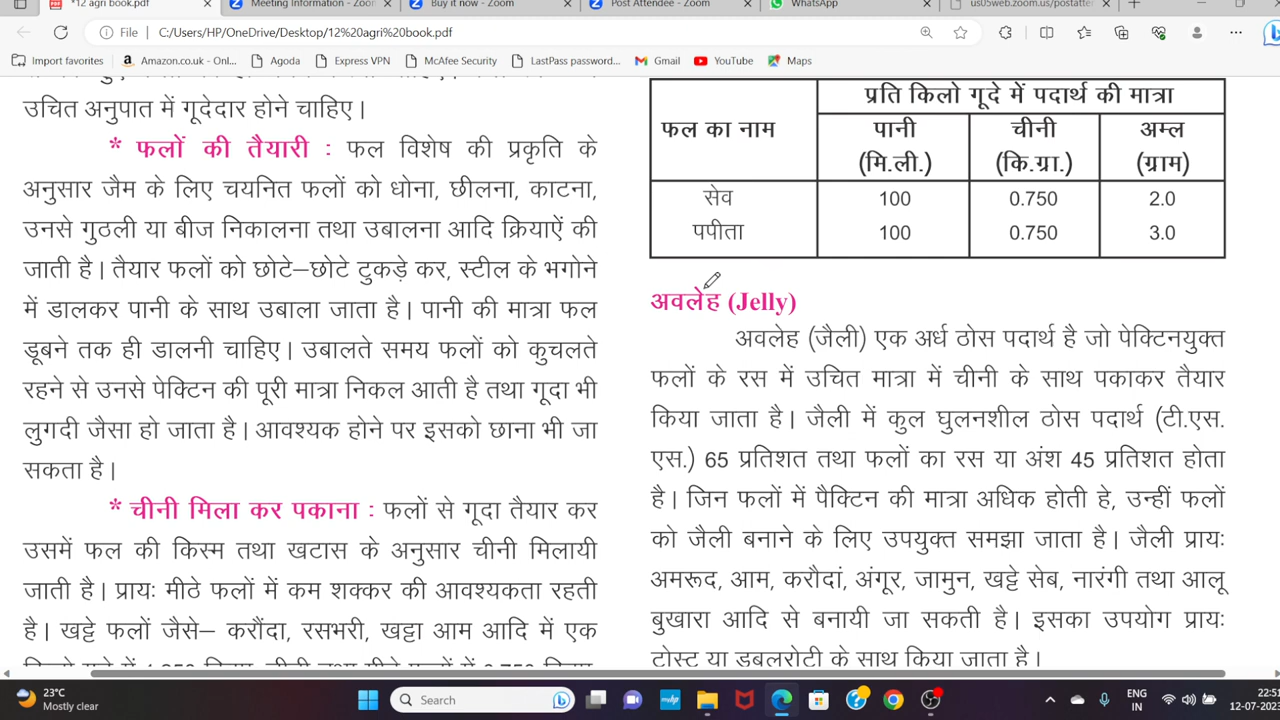 *12 agri book.pdf
Meeting Information - Zoom
Buy it now - Zoom
Post Attendee - Zoom
WhatsApp
us05web.zoom.us/postatten
File
C:/Users/HP/OneDrive/Desktop/12%20agri%20book.pdf
Import favorites
Amazon.co.uk - Onl...
Agoda
Express VPN
McAfee Security
LastPass password...
Gmail
YouTube
Maps
उचित अनुपात में गूदेदार होने चाहिए।
* फलों की तैयारी : फल विशेष की प्रकृति के
अनुसार जैम के लिए चयनित फलों को धोना, छीलना, काटना,
उनसे गुठली या बीज निकालना तथा उबालना आदि क्रियाऐं की
जाती है। तैयार फलों को छोटे–छोटे टुकड़े कर, स्टील के भगोने
में डालकर पानी के साथ उबाला जाता है। पानी की मात्रा फल
डूबने तक ही डालनी चाहिए। उबालते समय फलों को कुचलते
रहने से उनसे पेक्टिन की पूरी मात्रा निकल आती है तथा गूदा भी
लुगदी जैसा हो जाता है। आवश्यक होने पर इसको छाना भी जा
सकता है।
* चीनी मिला कर पकाना : फलों से गूदा तैयार कर
उसमें फल की किस्म तथा खटास के अनुसार चीनी मिलायी
जाती है। प्रायः मीठे फलों में कम शक्कर की आवश्यकता रहती
है। खट्टे फलों जैसे– करौंदा, रसभरी, खट्टा आम आदि में एक
प्रति किलो गूदे में पदार्थ की मात्रा
फल का नाम
पानी
चीनी
अम्ल
(मि.ली.)
(कि.ग्रा.)
(ग्राम)
सेव 100 0.750 2.0
पपीता 100 0.750 3.0
अवलेह (Jelly)
अवलेह (जैली) एक अर्ध ठोस पदार्थ है जो पेक्टिनयुक्त
फलों के रस में उचित मात्रा में चीनी के साथ पकाकर तैयार
किया जाता है। जैली में कुल घुलनशील ठोस पदार्थ (टी.एस.
एस.) 65 प्रतिशत तथा फलों का रस या अंश 45 प्रतिशत होता
है। जिन फलों में पैक्टिन की मात्रा अधिक होती हे, उन्हीं फलों
को जैली बनाने के लिए उपयुक्त समझा जाता है। जैली प्रायः
अमरूद, आम, करौदां, अंगूर, जामुन, खट्टे सेब, नारंगी तथा आलू
बुखारा आदि से बनायी जा सकती है। इसका उपयोग प्रायः
टोस्ट या डबलरोटी के साथ किया जाता है।
23°C
Mostly clear
Search
ENG
IN
22:51
12-07-2023